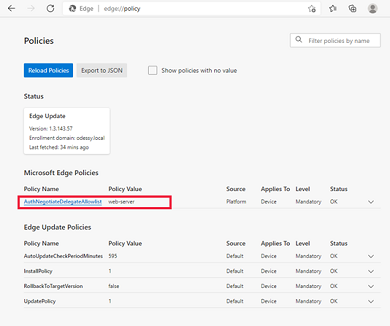 Edge edge://policy
Policies
Filter policies by name
Reload Policies Export to JSON Show policies with no value
Status
Edge Update
Version: 1.3.143.57
Enrollment domain: odessy.local
Last fetched: 34 mins ago
Microsoft Edge Policies
Policy Name Policy Value Source Applies To Level Status
AuthNegotiateDelegateAllowlist web-server Platform Device Mandatory OK
Edge Update Policies
Policy Name Policy Value Source Applies To Level Status
AutoUpdateCheckPeriodMinutes 595 Default Device Mandatory OK
InstallPolicy 1 Default Device Mandatory OK
RollbackToTargetVersion false Default Device Mandatory OK
UpdatePolicy 1 Default Device Mandatory OK